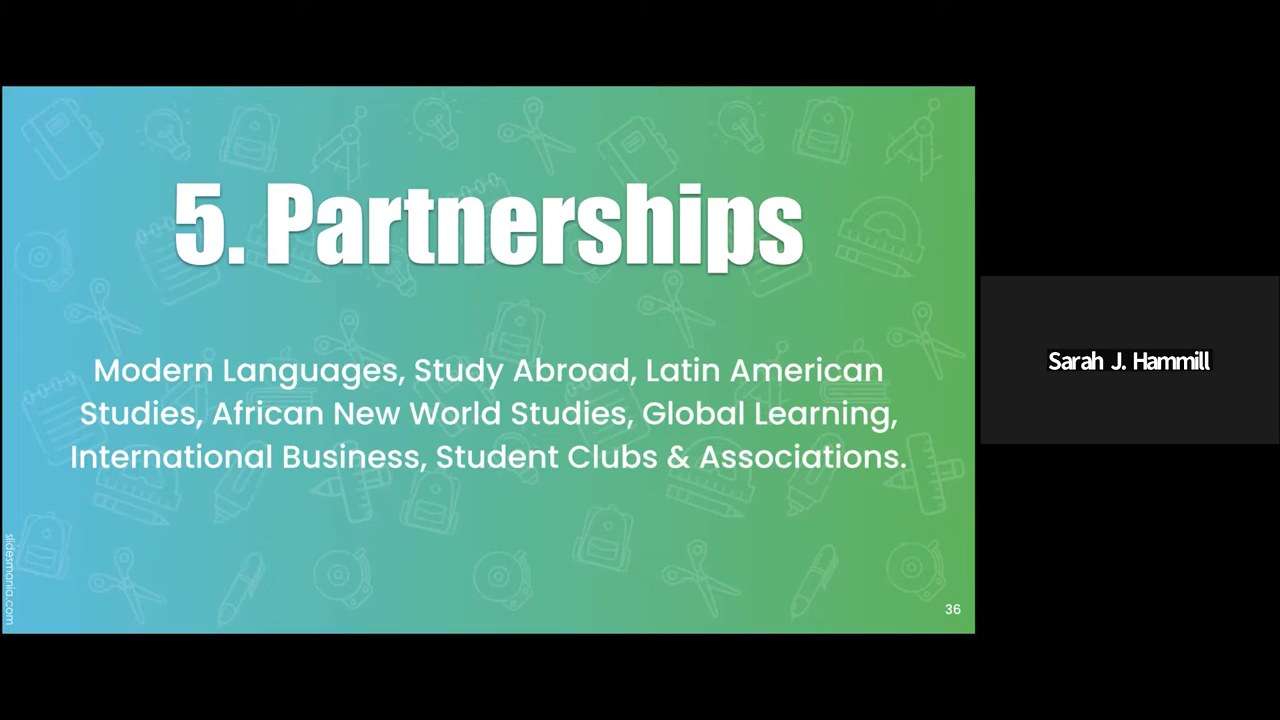 5. Partnerships
Modern Languages, Study Abroad, Latin American
Studies, African New World Studies, Global Learning,
International Business, Student Clubs & Associations.
slidesmania.com
36
Sarah J. Hammill